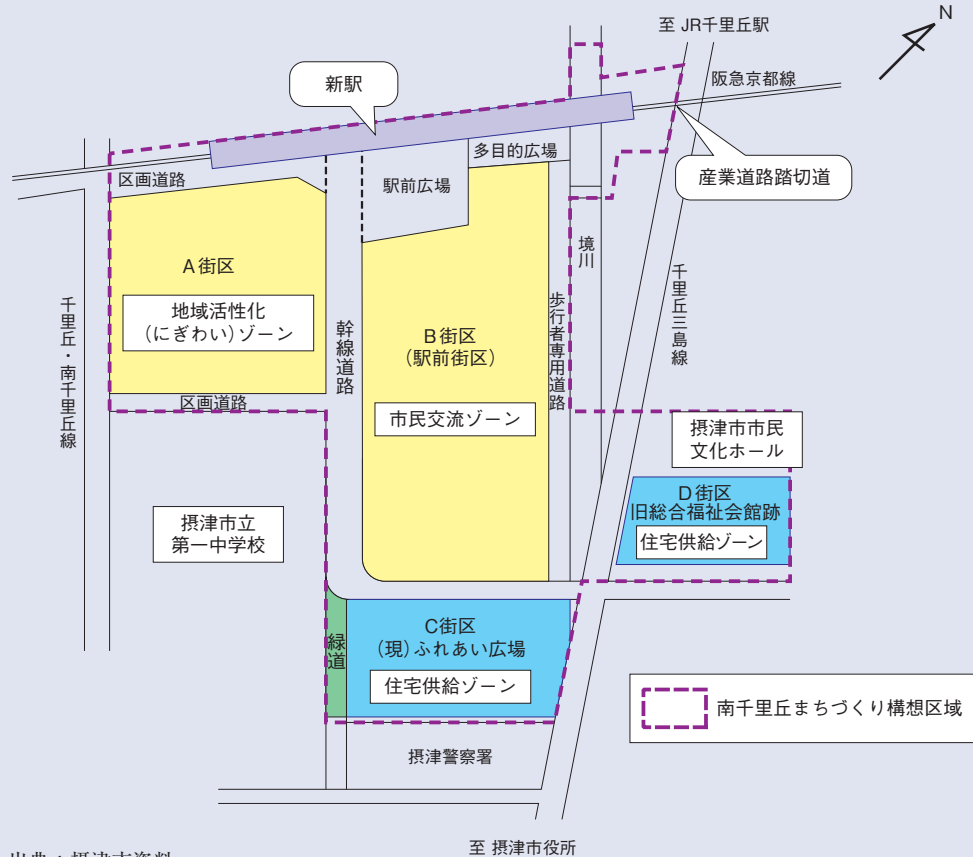 N
至 JR千里丘駅
阪急京都線
新駅
産業道路踏切道
多目的広場
駅前広場
区画道路
境川
A街区
地域活性化
(にぎわい)ゾーン
千里丘・南千里丘線
幹線道路
B街区
(駅前街区)
市民交流ゾーン
歩行者専用道路
千里丘三島線
区画道路
摂津市市民
文化ホール
D街区
旧総合福祉会館跡
住宅供給ゾーン
摂津市立
第一中学校
緑道
C街区
(現)ふれあい広場
住宅供給ゾーン
南千里丘まちづくり構想区域
摂津警察署
至 摂津市役所
出典：摂津市資料